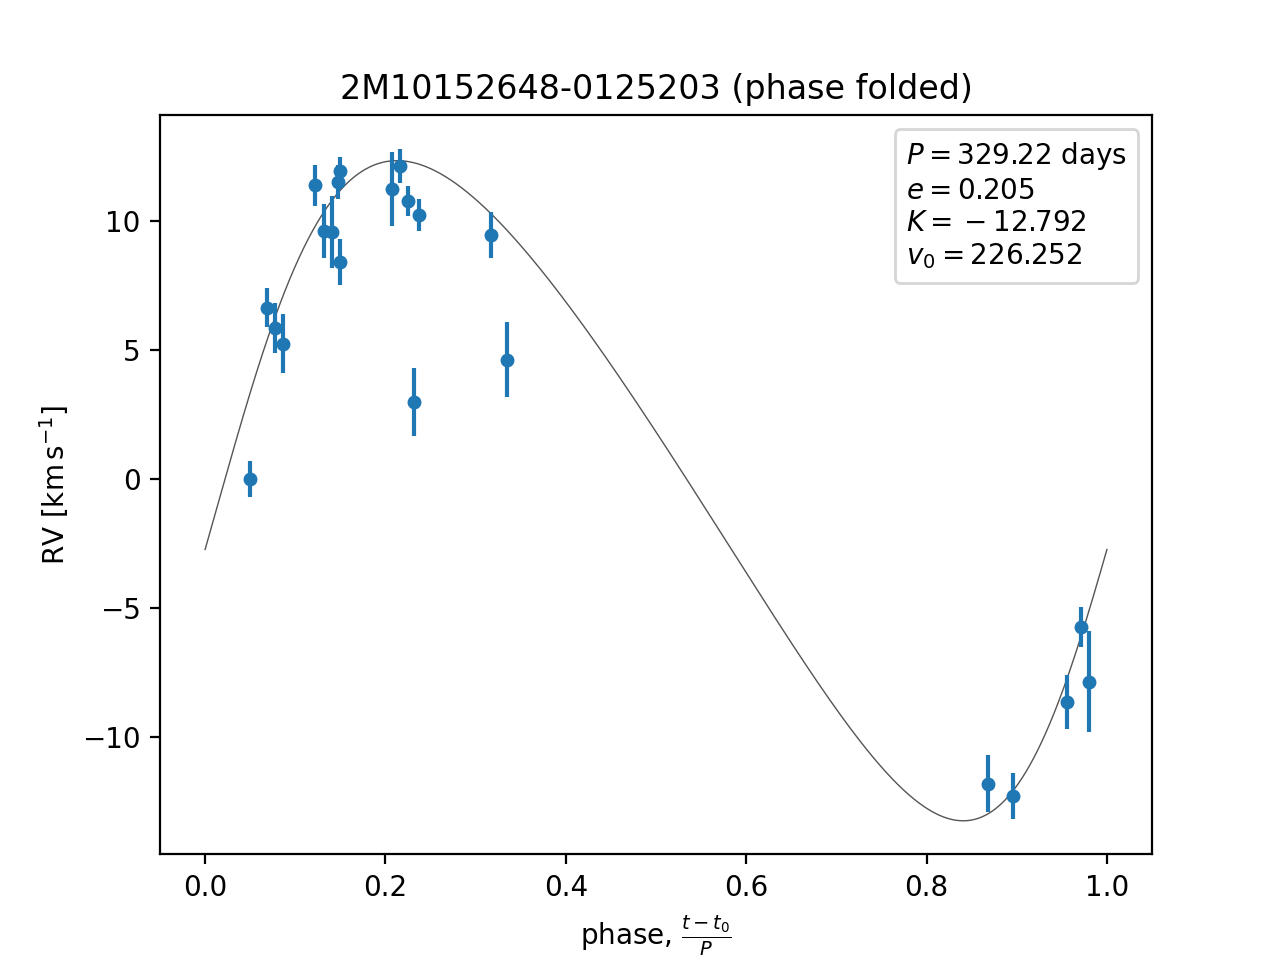 2M10152648-0125203 (phase folded)
P = 329.22 days
e = 0.205
K = −12.792
v₀ = 226.252
10
5
0
−5
−10
RV [km s⁻¹]
0.0 0.2 0.4 0.6 0.8 1.0
phase, (t − t₀)/P